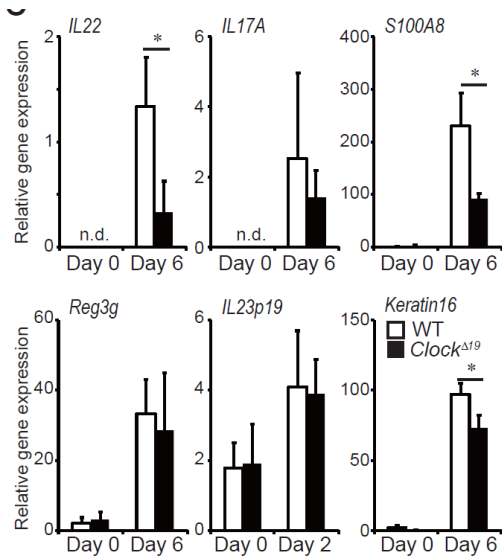 IL22
IL17A
S100A8
Relative gene expression
2
1
0
*
n.d.
Day 0 Day 6
6
4
2
0
n.d.
Day 0 Day 6
400
300
200
100
0
*
Day 0 Day 6
Reg3g
IL23p19
Keratin16
Relative gene expression
60
40
20
0
Day 0 Day 6
6
4
2
0
Day 0 Day 2
150
100
50
0
WT
Clock^Δ19
*
Day 0 Day 6